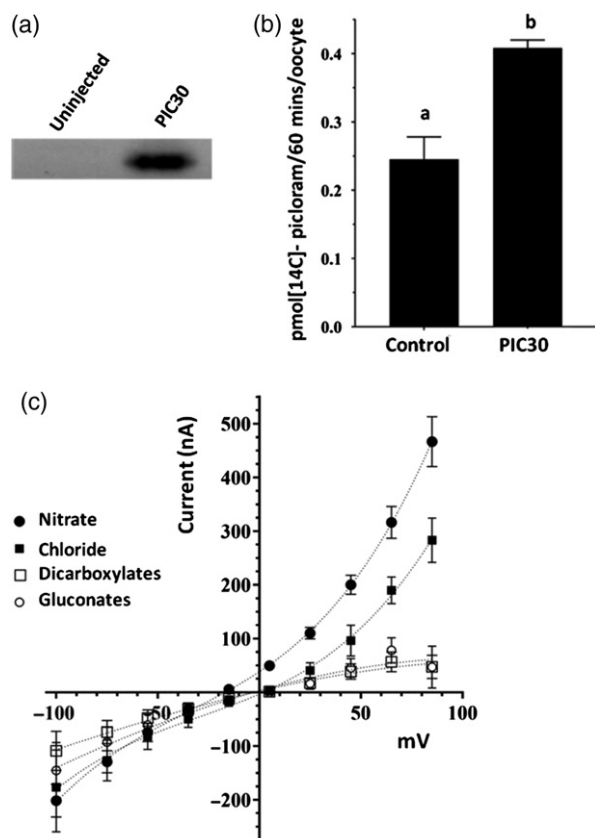 (a)
Uninjected
PIC30
(b)
pmol[14C]- picloram/60 mins/oocyte
0.4
0.3
0.2
0.1
0.0
a
b
Control
PIC30
(c)
Nitrate
Chloride
Dicarboxylates
Gluconates
Current (nA)
500
400
300
200
100
−100
−50
50
100
mV
−100
−200